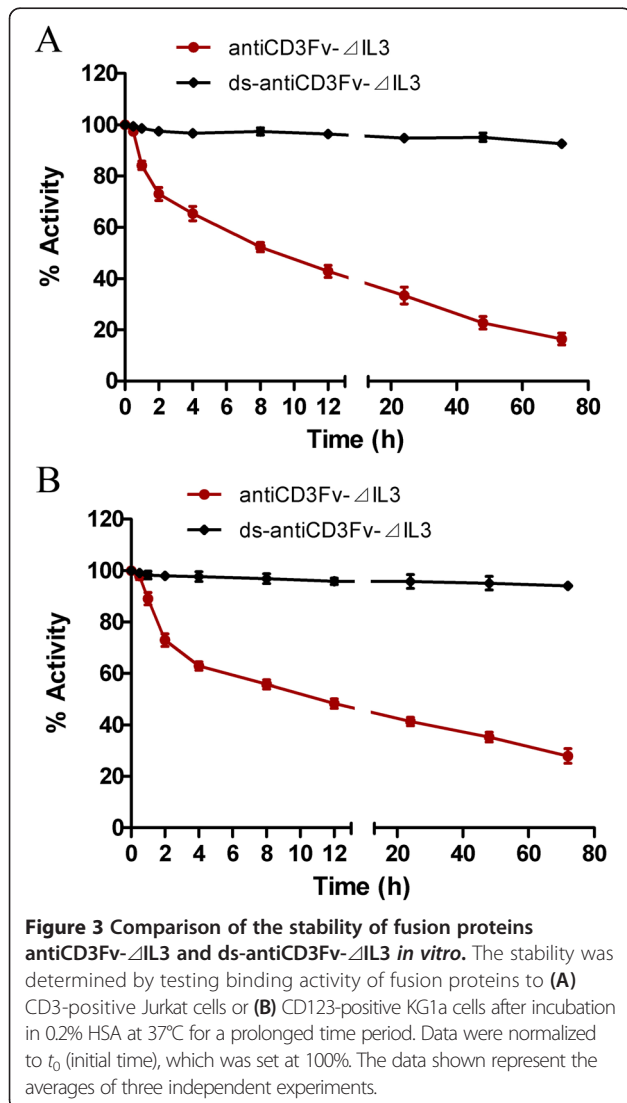 A
antiCD3Fv-⊿IL3
ds-antiCD3Fv-⊿IL3
120
100
80
60
40
20
0
% Activity
0 2 4 6 8 10 12 20 40 60 80
Time (h)
B
antiCD3Fv-⊿IL3
ds-antiCD3Fv-⊿IL3
120
100
80
60
40
20
0
% Activity
0 2 4 6 8 10 12 20 40 60 80
Time (h)
Figure 3 Comparison of the stability of fusion proteins
antiCD3Fv-⊿IL3 and ds-antiCD3Fv-⊿IL3 in vitro. The stability was
determined by testing binding activity of fusion proteins to (A)
CD3-positive Jurkat cells or (B) CD123-positive KG1a cells after incubation
in 0.2% HSA at 37°C for a prolonged time period. Data were normalized
to t0 (initial time), which was set at 100%. The data shown represent the
averages of three independent experiments.